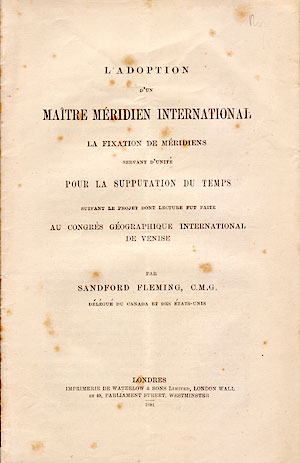 L'ADOPTION
D'UN
MAÎTRE MÉRIDIEN INTERNATIONAL
LA FIXATION DE MÉRIDIENS
SERVANT D'UNITÉ
POUR LA SUPPUTATION DU TEMPS
SUIVANT LE PROJET DONT LECTURE FUT FAITE
AU CONGRÈS GÉOGRAPHIQUE INTERNATIONAL
DE VENISE
PAR
SANDFORD FLEMING, C.M.G.
DÉLÉGUÉ DU CANADA ET DES ÉTATS-UNIS
LONDRES
IMPRIMERIE DE WATERLOW & SONS LIMITED, LONDON WALL
ET 49, PARLIAMENT STREET, WESTMINSTER
1881